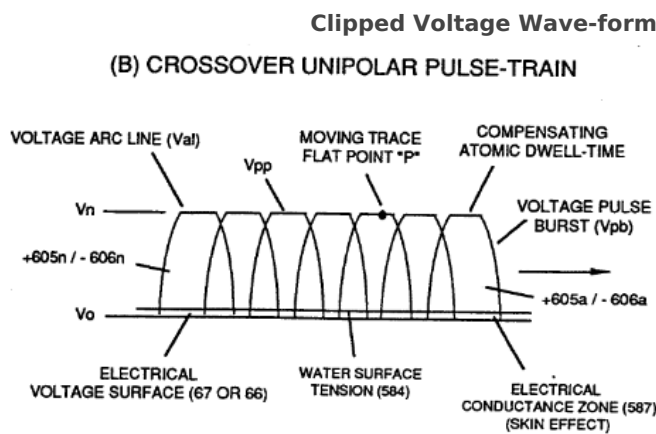 Clipped Voltage Wave-form
(B) CROSSOVER UNIPOLAR PULSE-TRAIN
VOLTAGE ARC LINE (Val)
Vpp
MOVING TRACE
FLAT POINT "P"
COMPENSATING
ATOMIC DWELL-TIME
Vn
VOLTAGE PULSE
BURST (Vpb)
+605n / - 606n
+605a / - 606a
Vo
ELECTRICAL
VOLTAGE SURFACE (67 OR 66)
WATER SURFACE
TENSION (584)
ELECTRICAL
CONDUCTANCE ZONE (587)
(SKIN EFFECT)